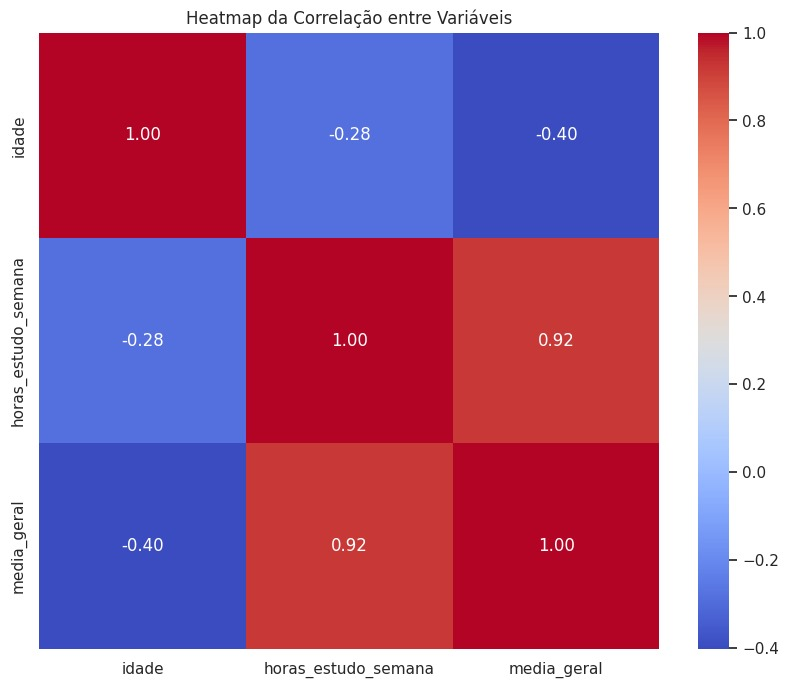 Heatmap da Correlação entre Variáveis
idade
1.00
-0.28
-0.40
horas_estudo_semana
-0.28
1.00
0.92
media_geral
-0.40
0.92
1.00
idade
horas_estudo_semana
media_geral
1.0
0.8
0.6
0.4
0.2
0.0
−0.2
−0.4